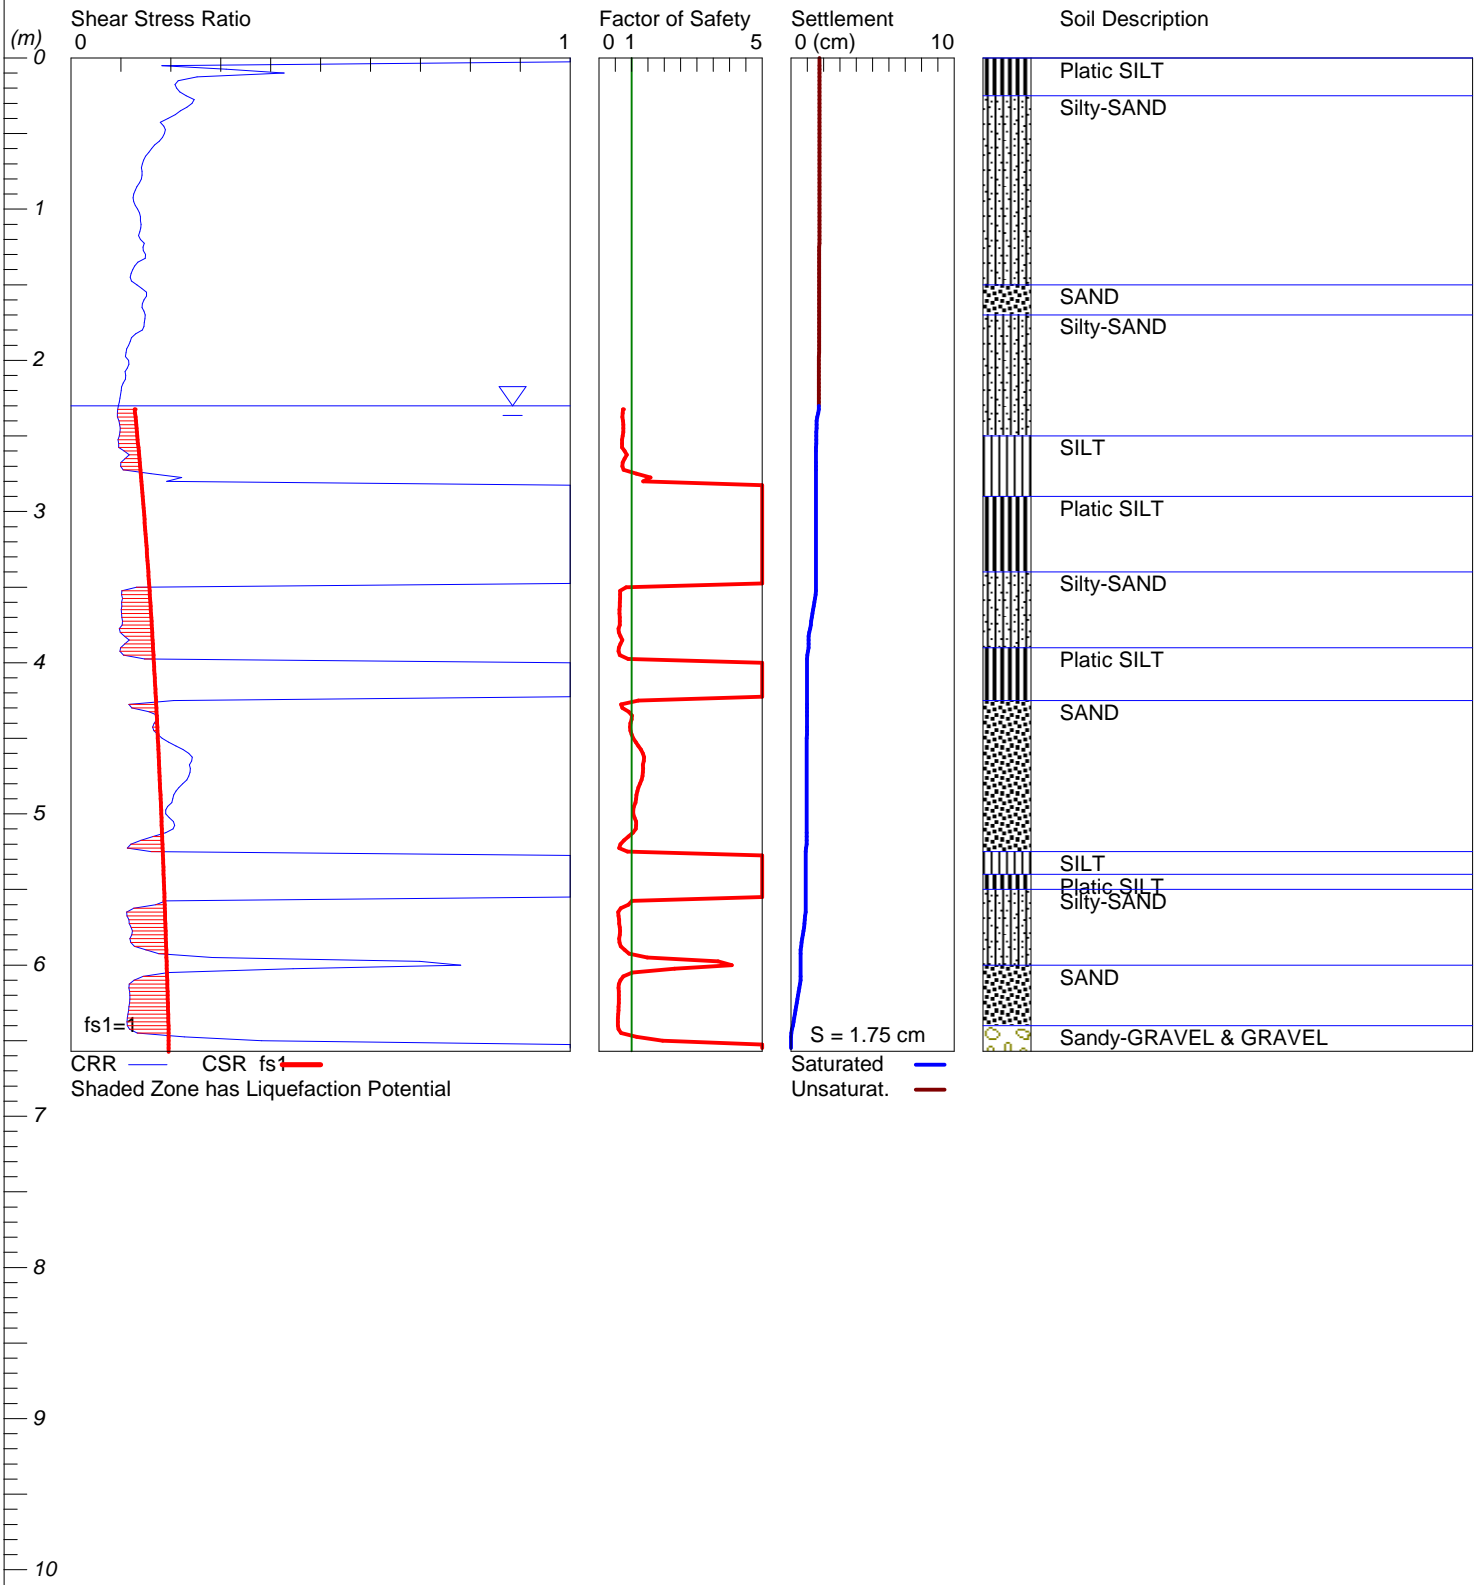 Shear Stress Ratio Factor of Safety Settlement Soil Description
(m) 0 1 0 1 5 0 (cm) 10
0
Platic SILT
Silty-SAND
1
SAND
Silty-SAND
2
SILT
3 Platic SILT
Silty-SAND
4 Platic SILT
SAND
5
SILT
Platic SILT
Silty-SAND
6
SAND
fs1=1 S = 1.75 cm Sandy-GRAVEL & GRAVEL
CRR CSR fs1 Saturated
Shaded Zone has Liquefaction Potential Unsaturat.
7
8
9
10